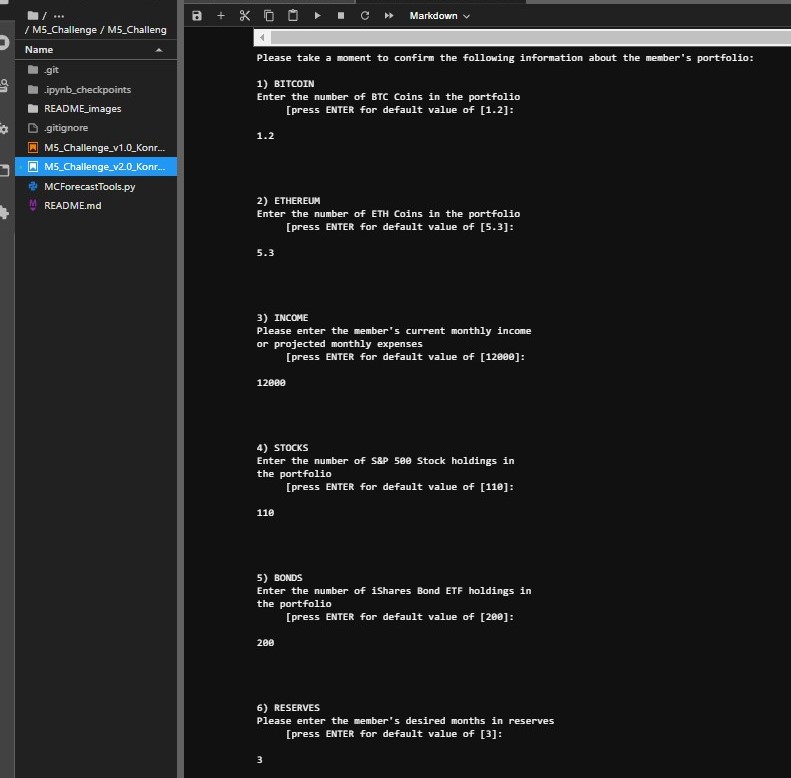 / ...
/ M5_Challenge / M5_Challeng
Name
.git
.ipynb_checkpoints
README_images
.gitignore
M5_Challenge_v1.0_Konr...
M5_Challenge_v2.0_Konr...
MCForecastTools.py
README.md
Markdown
Please take a moment to confirm the following information about the member's portfolio:
1) BITCOIN
Enter the number of BTC Coins in the portfolio
[press ENTER for default of [1.2]:
1.2
2) ETHEREUM
Enter the number of ETH Coins in the portfolio
[press ENTER for default value of [5.3]:
5.3
3) INCOME
Please enter the member's current monthly income
or projected monthly expenses
[press ENTER for default value of [12000]:
12000
4) STOCKS
Enter the number of S&P 500 Stock holdings in
the portfolio
[press ENTER for default value of [110]:
110
5) BONDS
Enter the number of iShares Bond ETF holdings in
the portfolio
[press ENTER for default value of [200]:
200
6) RESERVES
Please enter the member's desired months in reserves
[press ENTER for default value of [3]:
3